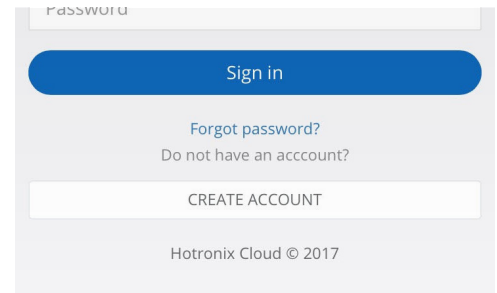 Password
Sign in
Forgot password?
Do not have an acccount?
CREATE ACCOUNT
Hotronix Cloud © 2017